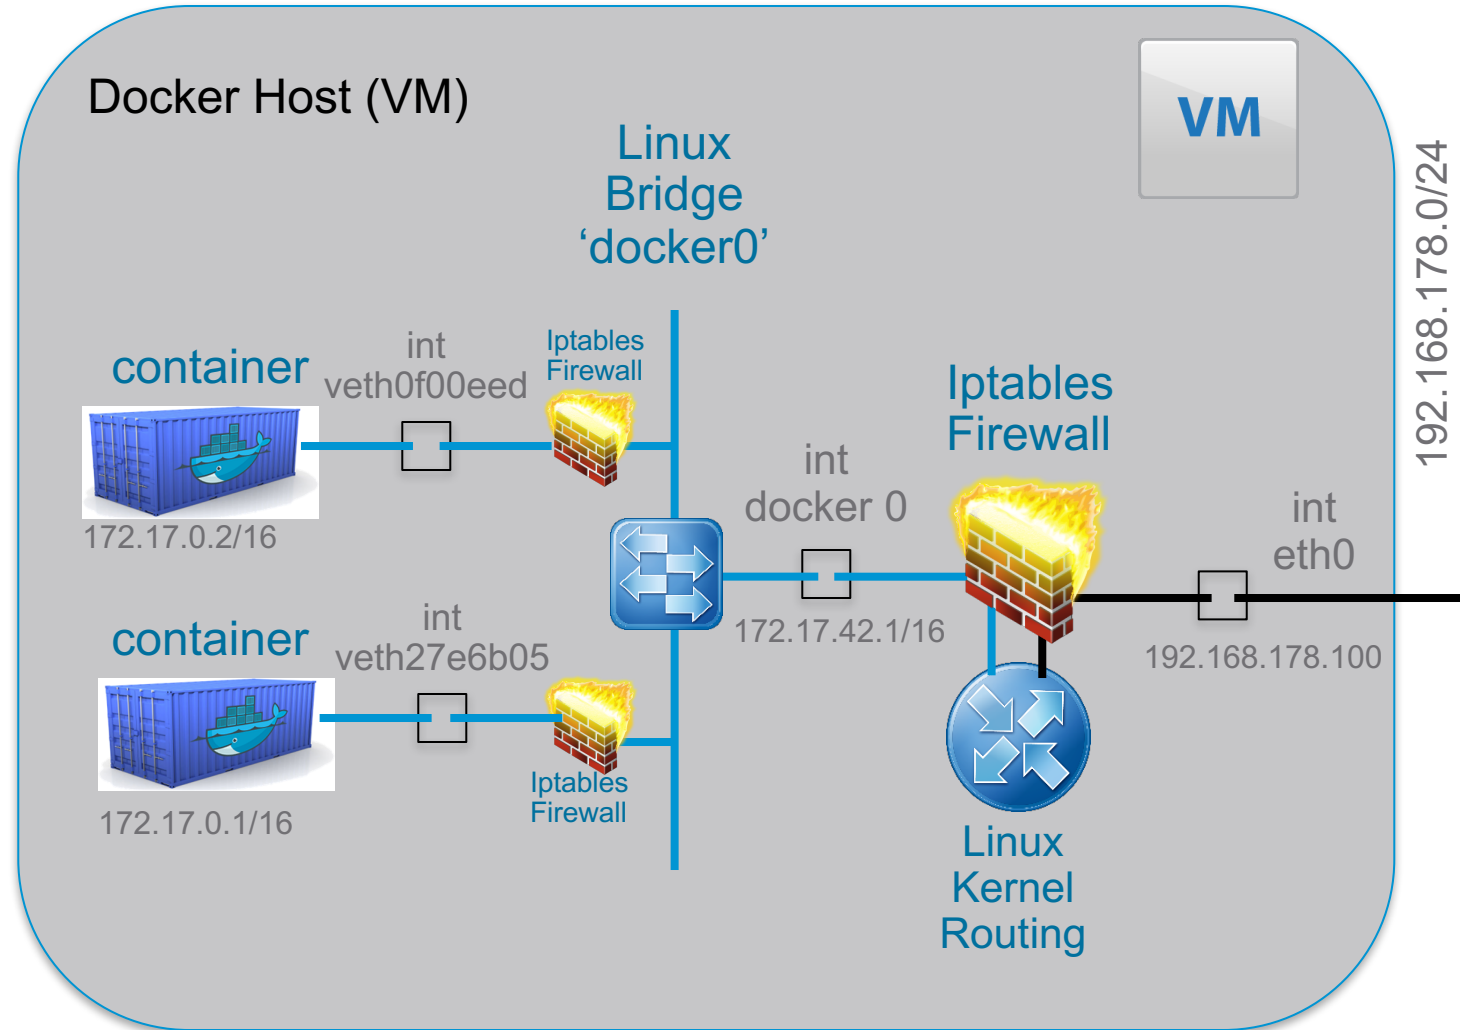 Docker Host (VM)
VM
Linux
Bridge
‘docker0’
192.168.178.0/24
container
int
veth0f00eed
Iptables
Firewall
172.17.0.2/16
int
docker 0
172.17.42.1/16
Iptables
Firewall
int
eth0
192.168.178.100
container
int
veth27e6b05
Iptables
Firewall
172.17.0.1/16
Linux
Kernel
Routing